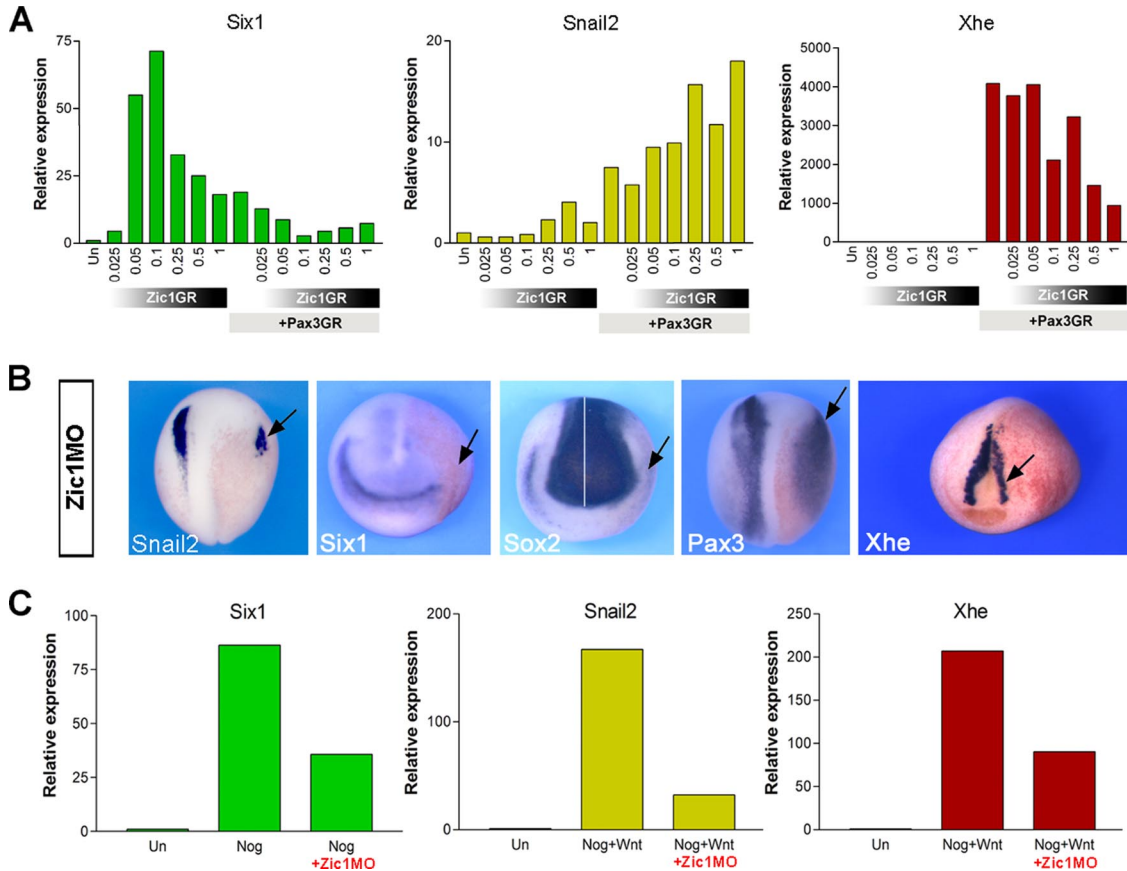 A
Six1
Snail2
Xhe
Relative expression
75
50
25
0
Un
0.025
0.05
0.1
0.25
0.5
1
0.025
0.05
0.1
0.25
0.5
1
Zic1GR
Zic1GR
+Pax3GR
Relative expression
20
10
0
Un
0.025
0.05
0.1
0.25
0.5
1
0.025
0.05
0.1
0.25
0.5
1
Zic1GR
Zic1GR
+Pax3GR
Relative expression
5000
4000
3000
2000
1000
0
Un
0.025
0.05
0.1
0.25
0.5
1
0.025
0.05
0.1
0.25
0.5
1
Zic1GR
Zic1GR
+Pax3GR
B
Zic1MO
Snail2
Six1
Sox2
Pax3
Xhe
C
Six1
Relative expression
100
75
50
25
0
Un
Nog
Nog
+Zic1MO
Snail2
Relative expression
200
100
0
Un
Nog+Wnt
Nog+Wnt
+Zic1MO
Xhe
Relative expression
250
200
150
100
50
0
Un
Nog+Wnt
Nog+Wnt
+Zic1MO